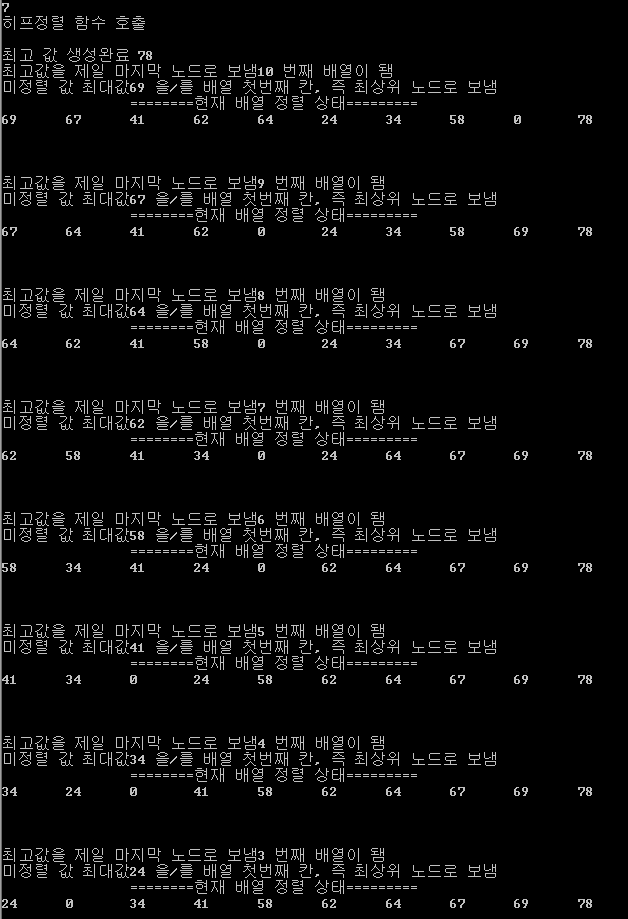 7
히프정렬 함수 호출
최고 값 생성완료 78
최고값을 제일 마지막 노드로 보냄10 번째 배열이 됌
미정렬 값 최대값69 을/를 배열 첫번째 칸, 즉 최상위 노드로 보냄
========현재 배열 정렬 상태=========
69 67 41 62 64 24 34 58 0 78
최고값을 제일 마지막 노드로 보냄9 번째 배열이 됌
미정렬 값 최대값67 을/를 배열 첫번째 칸, 즉 최상위 노드로 보냄
========현재 배열 정렬 상태=========
67 64 41 62 0 24 34 58 69 78
최고값을 제일 마지막 노드로 보냄8 번째 배열이 됌
미정렬 값 최대값64 을/를 배열 첫번째 칸, 즉 최상위 노드로 보냄
========현재 배열 정렬 상태=========
64 62 41 58 0 24 34 67 69 78
최고값을 제일 마지막 노드로 보냄7 번째 배열이 됌
미정렬 값 최대값62 을/를 배열 첫번째 칸, 즉 최상위 노드로 보냄
========현재 배열 정렬 상태=========
62 58 41 34 0 24 64 67 69 78
최고값을 제일 마지막 노드로 보냄6 번째 배열이 됌
미정렬 값 최대값58 을/를 배열 첫번째 칸, 즉 최상위 노드로 보냄
========현재 배열 정렬 상태=========
58 34 41 24 0 62 64 67 69 78
최고값을 제일 마지막 노드로 보냄5 번째 배열이 됌
미정렬 값 최대값41 을/를 배열 첫번째 칸, 즉 최상위 노드로 보냄
========현재 배열 정렬 상태=========
41 34 0 24 58 62 64 67 69 78
최고값을 제일 마지막 노드로 보냄4 번째 배열이 됌
미정렬 값 최대값34 을/를 배열 첫번째 칸, 즉 최상위 노드로 보냄
========현재 배열 정렬 상태=========
34 24 0 41 58 62 64 67 69 78
최고값을 제일 마지막 노드로 보냄3 번째 배열이 됌
미정렬 값 최대값24 을/를 배열 첫번째 칸, 즉 최상위 노드로 보냄
========현재 배열 정렬 상태=========
24 0 34 41 58 62 64 67 69 78